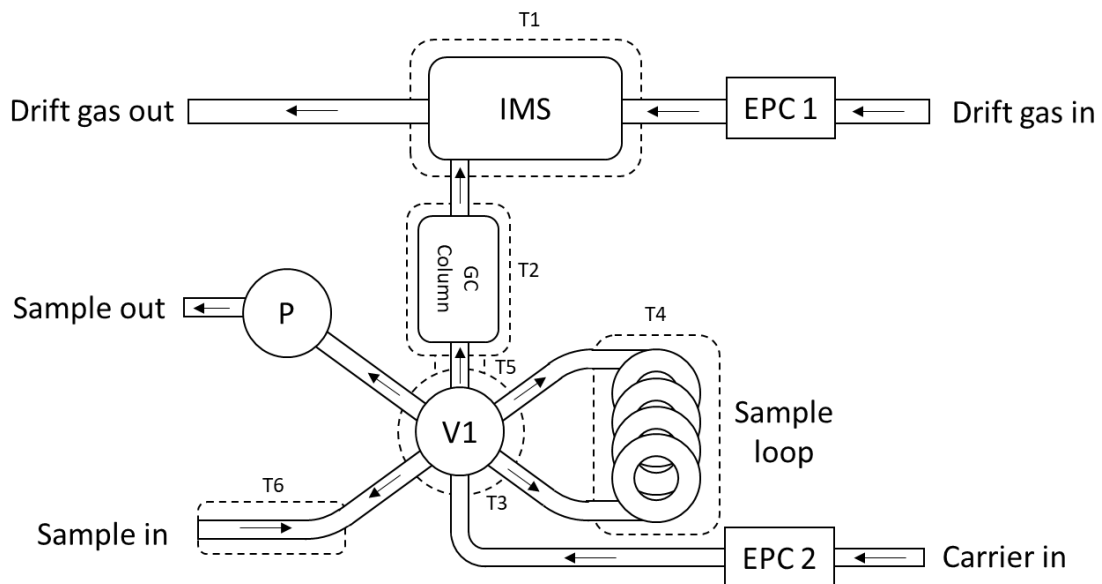 T1
Drift gas out
IMS
EPC 1
Drift gas in
GC
Column
T2
Sample out
P
T4
T5
V1
Sample
loop
T6
T3
Sample in
EPC 2
Carrier in